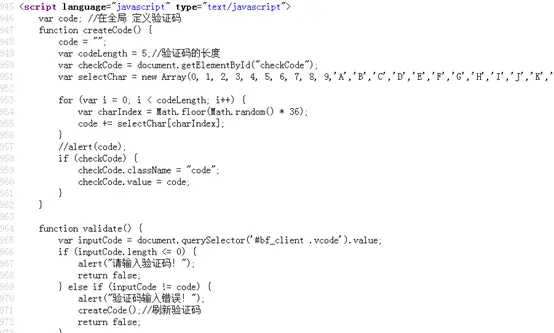 945 <script language="javascript" type="text/javascript">
946 var code; //在全局 定义验证码
947 function createCode() {
948 code = "";
949 var codeLength = 5;//验证码的长度
950 var checkCode = document.getElementById("checkCode");
951 var selectChar = new Array(0, 1, 2, 3, 4, 5, 6, 7, 8, 9,'A','B','C','D','E','F','G','H','I','J','K','
952
953 for (var i = 0; i < codeLength; i++) {
954 var charIndex = Math.floor(Math.random() * 36);
955 code += selectChar[charIndex];
956 }
957 //alert(code);
958 if (checkCode) {
959 checkCode.className = "code";
960 checkCode.value = code;
961 }
962 }
963
964 function validate() {
965 var inputCode = document.querySelector('#bf_client .vcode').value;
966 if (inputCode.length <= 0) {
967 alert("请输入验证码！");
968 return false;
969 } else if (inputCode != code) {
970 alert("验证码输入错误！");
971 createCode();//刷新验证码
972 return false;